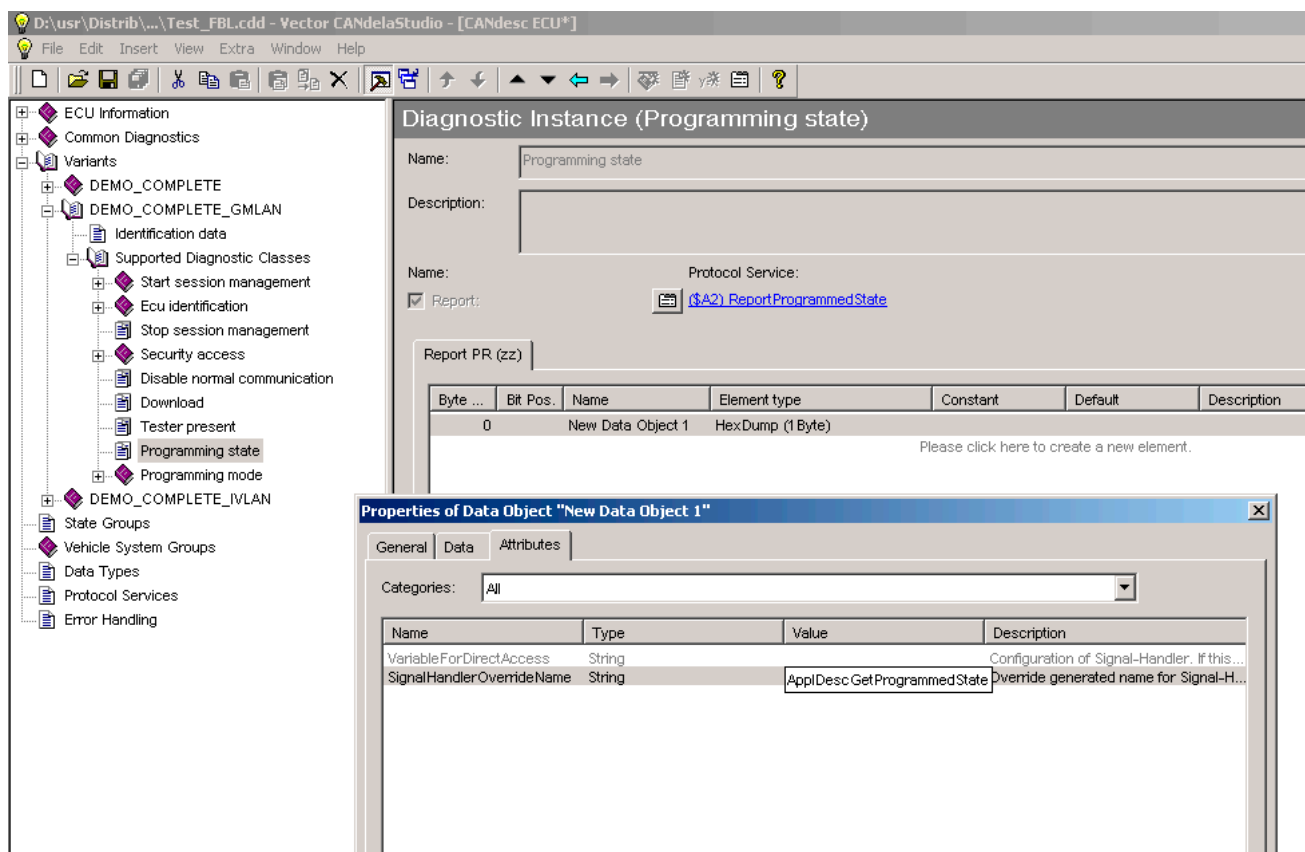 D:\usr\Distrib\...\Test_FBL.cdd - Vector CANdelaStudio - [CANdesc ECU*]
File Edit Insert View Extra Window Help
ECU Information
Common Diagnostics
Variants
DEMO_COMPLETE
DEMO_COMPLETE_GMLAN
Identification data
Supported Diagnostic Classes
Start session management
Ecu identification
Stop session management
Security access
Disable normal communication
Download
Tester present
Programming state
Programming mode
DEMO_COMPLETE_IVLAN
State Groups
Vehicle System Groups
Data Types
Protocol Services
Error Handling
Diagnostic Instance (Programming state)
Name: Programming state
Description:
Name: Protocol Service:
Report: ($A2) ReportProgrammedState
Report PR (zz)
Byte ... Bit Pos. Name Element type Constant Default Description
0 New Data Object 1 HexDump (1 Byte)
Please click here to create a new element.
Properties of Data Object "New Data Object 1"
General Data Attributes
Categories: All
Name Type Value Description
VariableForDirectAccess String Configuration of Signal-Handler. If this...
SignalHandlerOverrideName String ApplDescGetProgrammedState Override generated name for Signal-H...